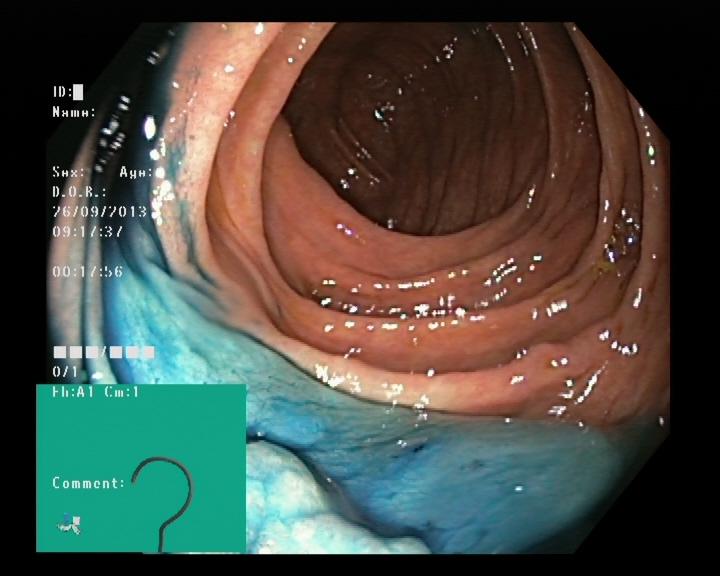 ID:
Name:
Sex: Age:
D.O.B.:
26/09/2013
09:17:37
00:17:56
0/1
Eh:A1 Cm:1
Comment: